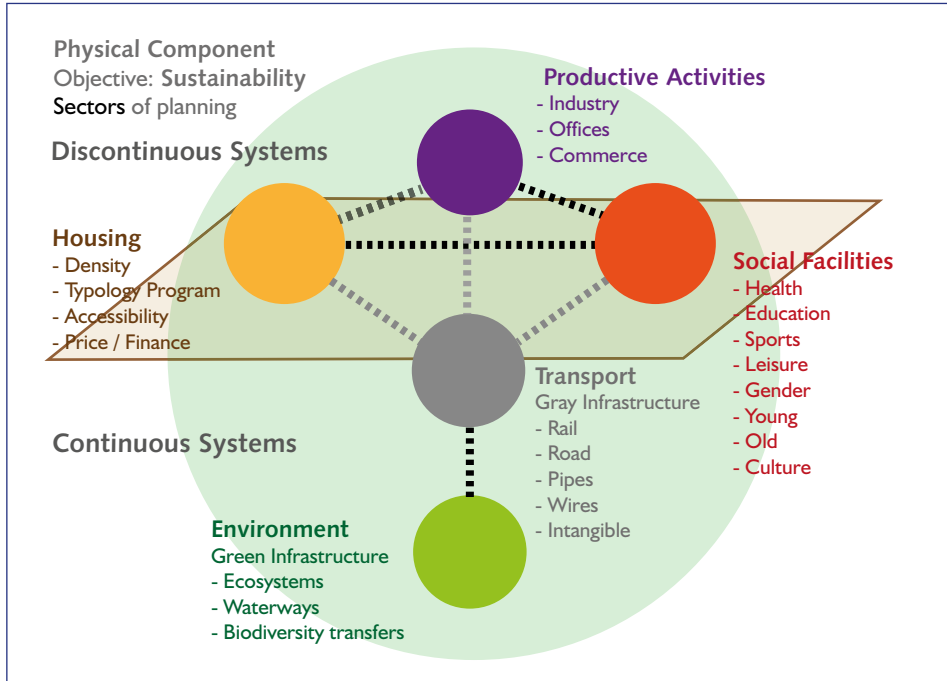 Physical Component
Objective: Sustainability
Sectors of planning
Discontinuous Systems
Productive Activities
- Industry
- Offices
- Commerce
Housing
- Density
- Typology Program
- Accessibility
- Price / Finance
Social Facilities
- Health
- Education
- Sports
- Leisure
- Gender
- Young
- Old
- Culture
Transport
Gray Infrastructure
- Rail
- Road
- Pipes
- Wires
- Intangible
Continuous Systems
Environment
Green Infrastructure
- Ecosystems
- Waterways
- Biodiversity transfers